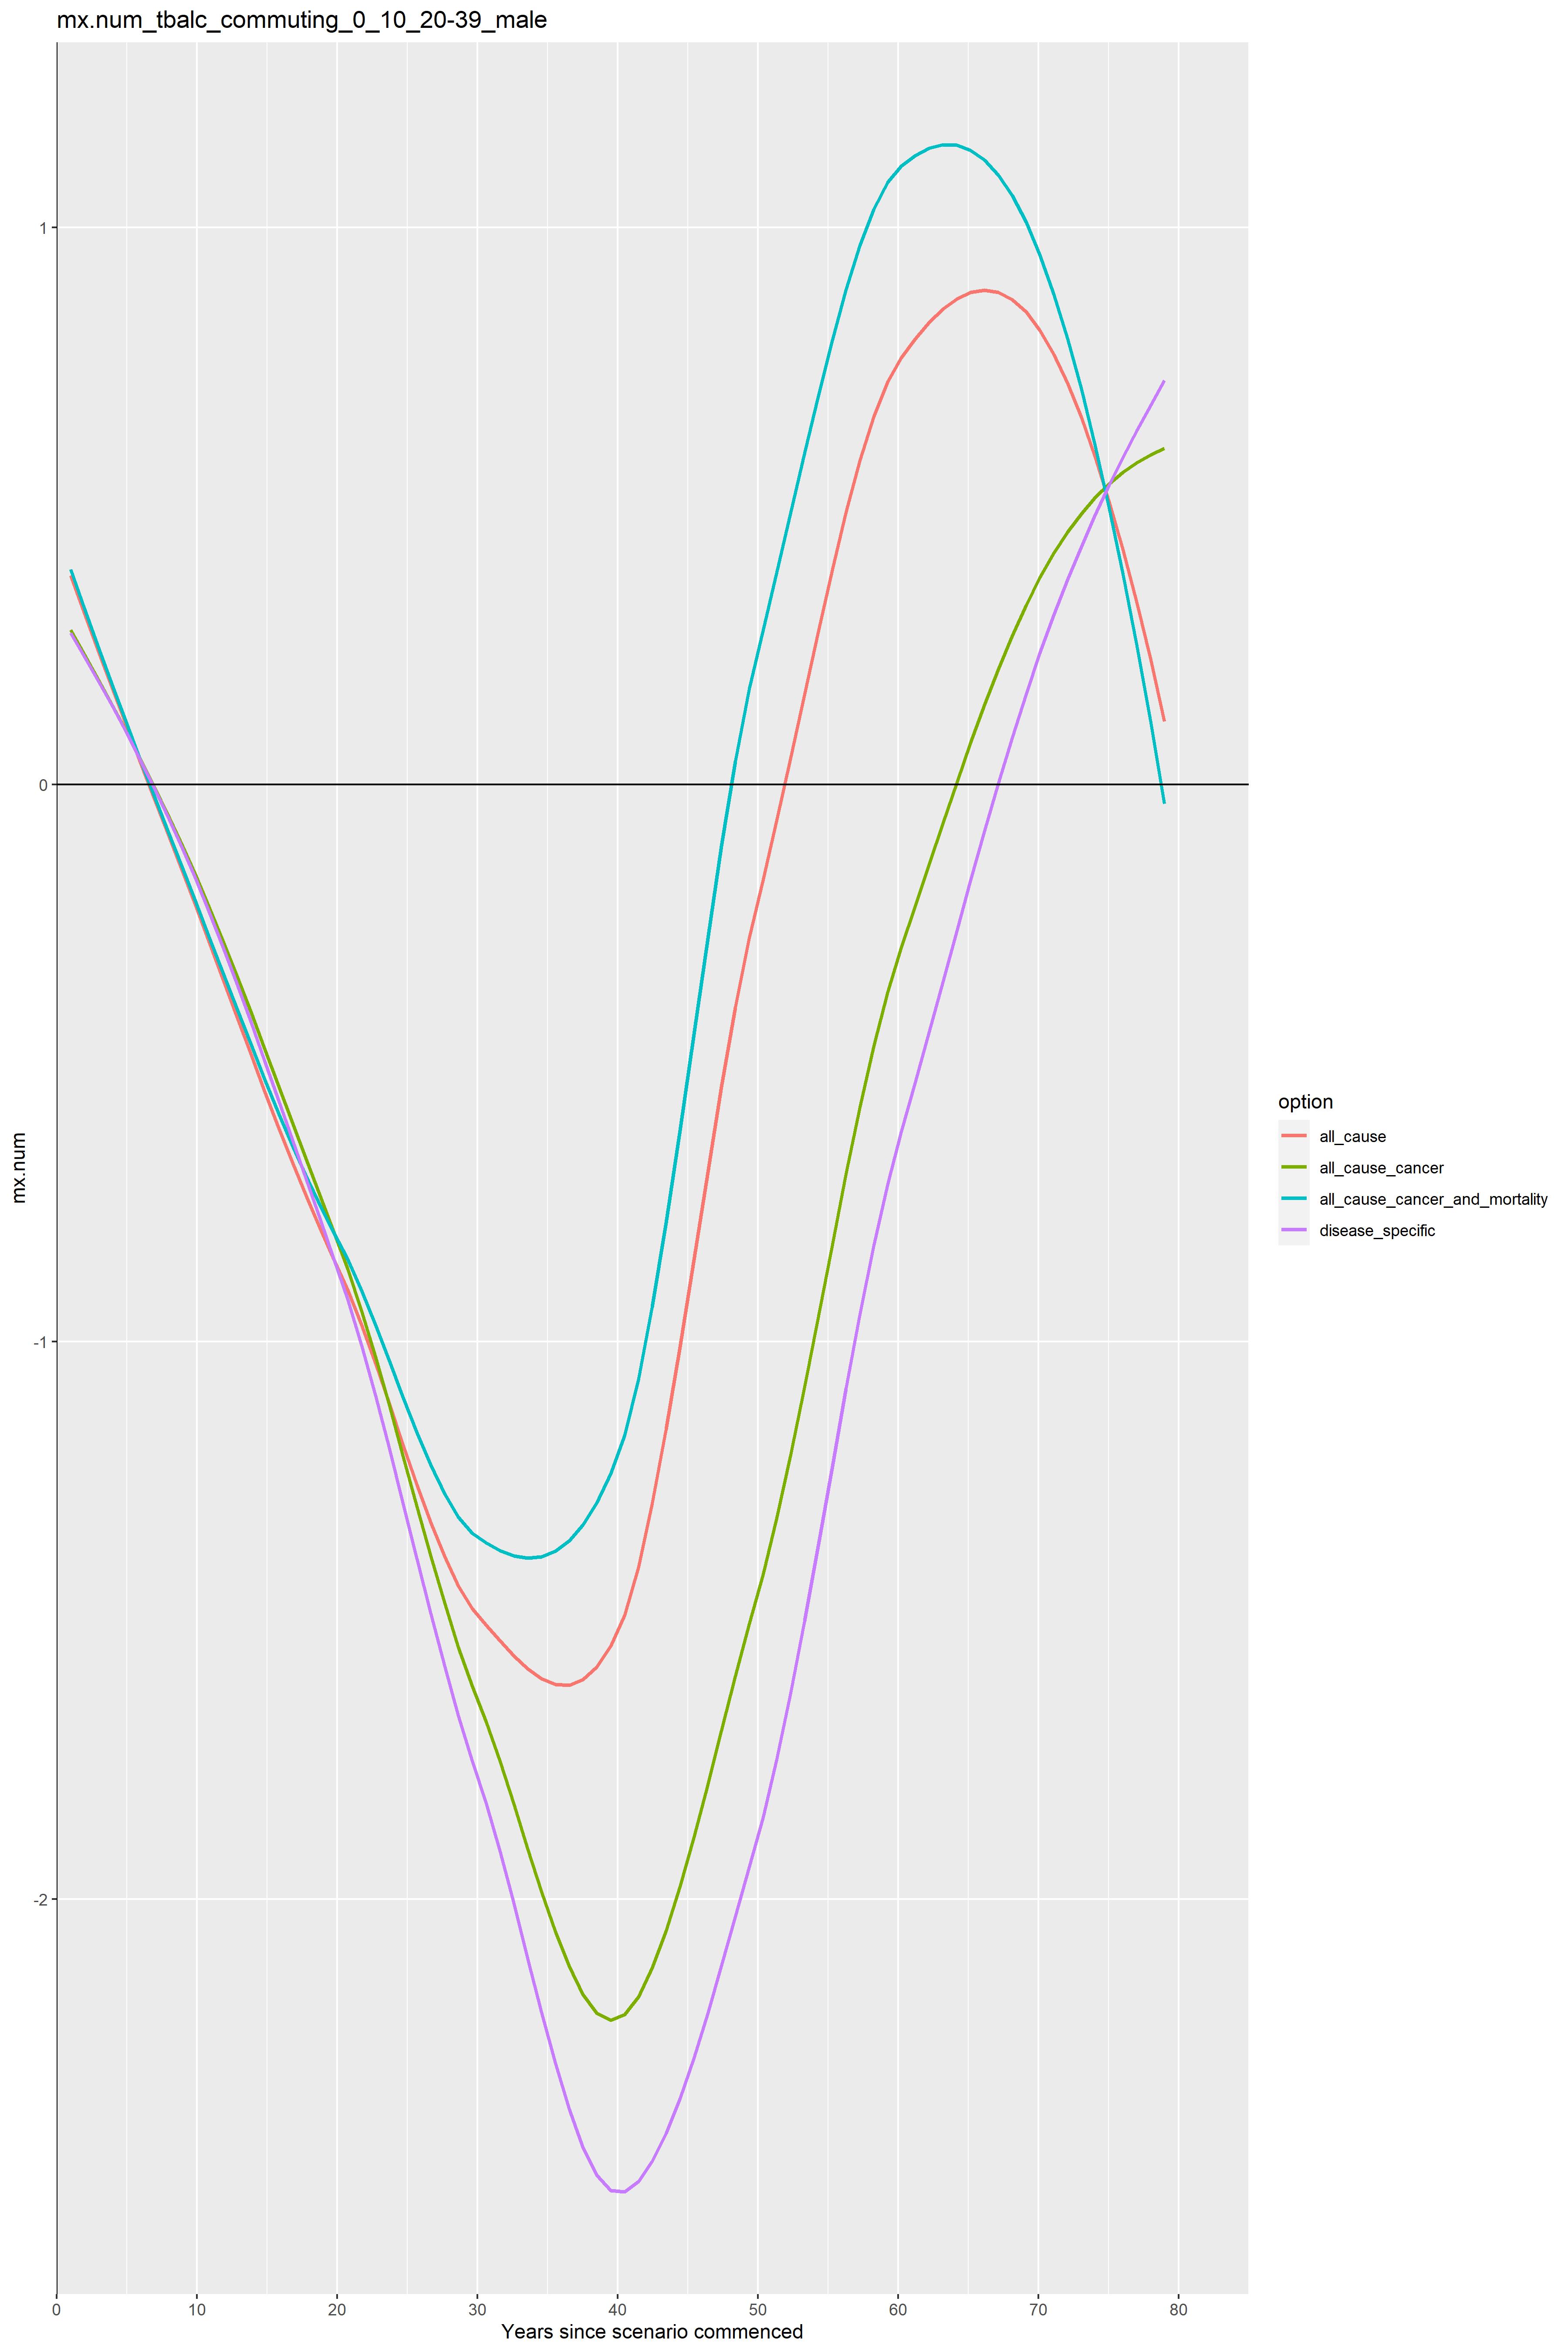 mx.num_tbalc_commuting_0_10_20-39_male
1
0
-1
-2
mx.num
0 10 20 30 40 50 60 70 80
Years since scenario commenced
option
all_cause
all_cause_cancer
all_cause_cancer_and_mortality
disease_specific